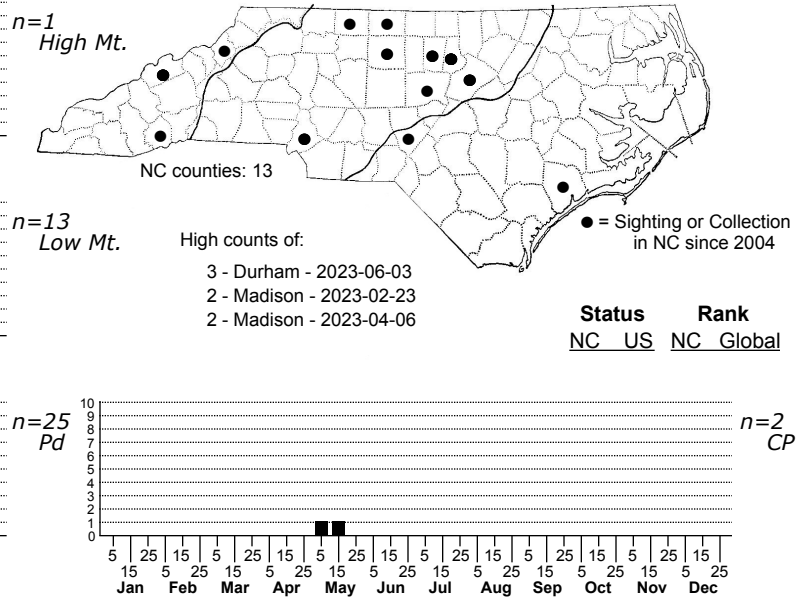 n=1
High Mt.
NC counties: 13
n=13
Low Mt.
High counts of:
3 - Durham - 2023-06-03
2 - Madison - 2023-02-23
2 - Madison - 2023-04-06
● = Sighting or Collection
in NC since 2004
Status Rank
NC US NC Global
n=25
Pd
n=2
CP
10
9
8
7
6
5
4
3
2
1
0
5 25 15 5 25 15 5 25 15 5 25 15 5 25 15 5 25 15
15 5 25 15 5 25 15 5 25 15 5 25 15 5 25 15 5 25
Jan Feb Mar Apr May Jun Jul Aug Sep Oct Nov Dec